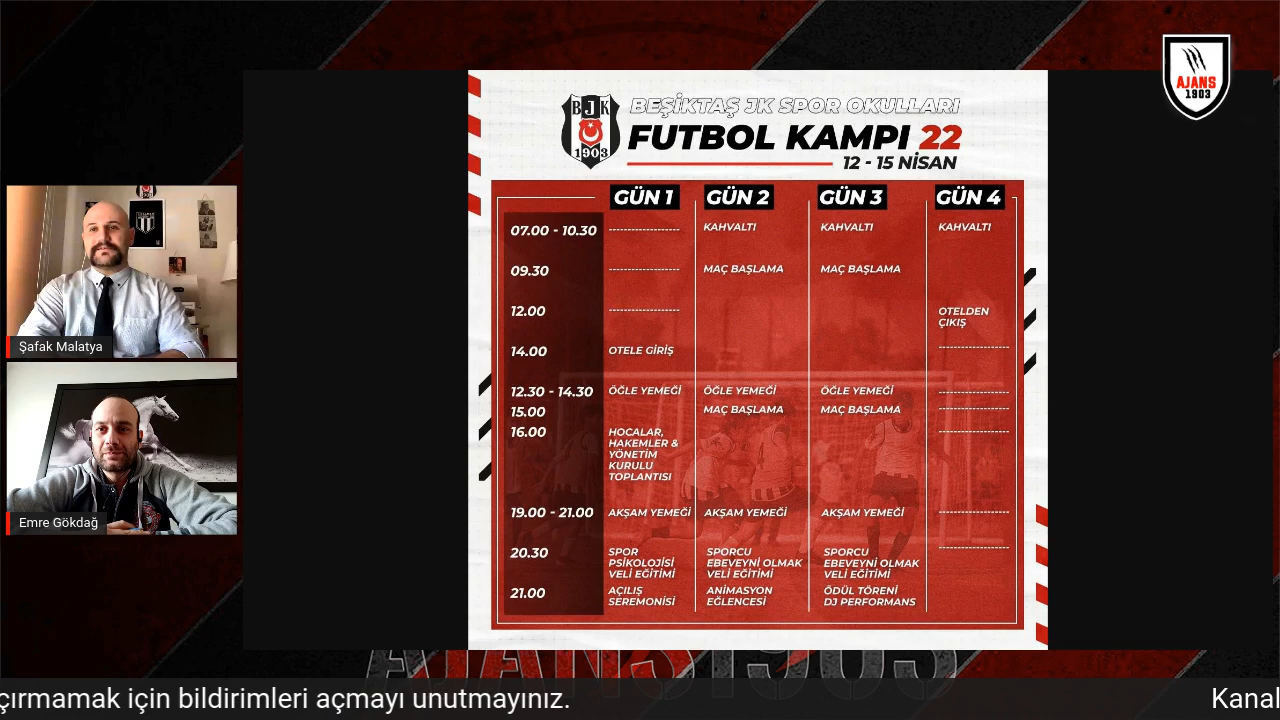 AJANS
1903
BJK
1903
BEŞİKTAŞ JK SPOR OKULLARI
FUTBOL KAMPI 22
12 - 15 NİSAN
GÜN 1 GÜN 2 GÜN 3 GÜN 4
07.00 - 10.30 -------------------- KAHVALTI KAHVALTI KAHVALTI
09.30 -------------------- MAÇ BAŞLAMA MAÇ BAŞLAMA
12.00 -------------------- OTELDEN
ÇIKIŞ
14.00 OTELE GİRİŞ --------------------
12.30 - 14.30 ÖĞLE YEMEĞİ ÖĞLE YEMEĞİ ÖĞLE YEMEĞİ --------------------
15.00 MAÇ BAŞLAMA MAÇ BAŞLAMA --------------------
16.00 HOCALAR, --------------------
HAKEMLER &
YÖNETİM
KURULU
TOPLANTISI
19.00 - 21.00 AKŞAM YEMEĞİ AKŞAM YEMEĞİ AKŞAM YEMEĞİ --------------------
20.30 SPOR SPORCU SPORCU --------------------
PSİKOLOJİSİ EBEVEYNİ OLMAK EBEVEYNİ OLMAK
VELİ EĞİTİMİ VELİ EĞİTİMİ VELİ EĞİTİMİ
21.00 AÇILIŞ ANİMASYON ÖDÜL TÖRENİ
SEREMONİSİ EĞLENCESİ DJ PERFORMANS
Şafak Malatya
Emre Gökdağ
AJANS 1903
çırmamak için bildirimleri açmayı unutmayınız. Kanal